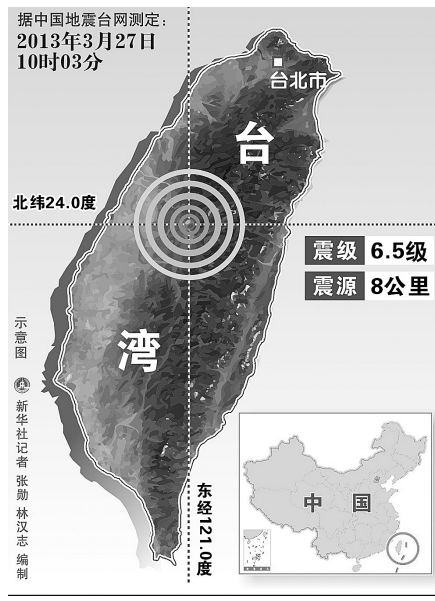 据中国地震台网测定：
2013年3月27日
10时03分
台北市
台
北纬24.0度
震级 6.5级
震源 8公里
湾
示意图
新华社记者 张勋 林汉志 编制
东经121.0度
中国